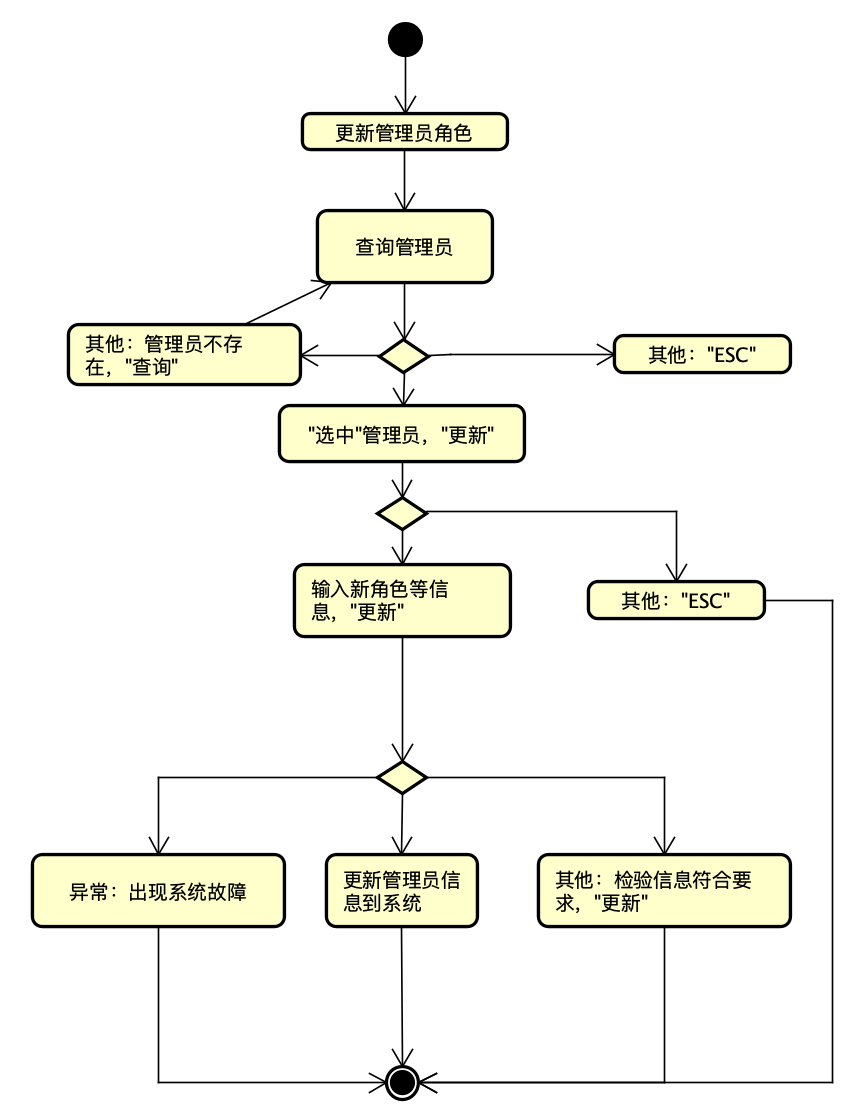 更新管理员角色
查询管理员
其他：管理员不存
在，"查询"
其他："ESC"
"选中"管理员，"更新"
输入新角色等信
息，"更新"
其他："ESC"
异常：出现系统故障
更新管理员信
息到系统
其他：检验信息符合要
求，"更新"